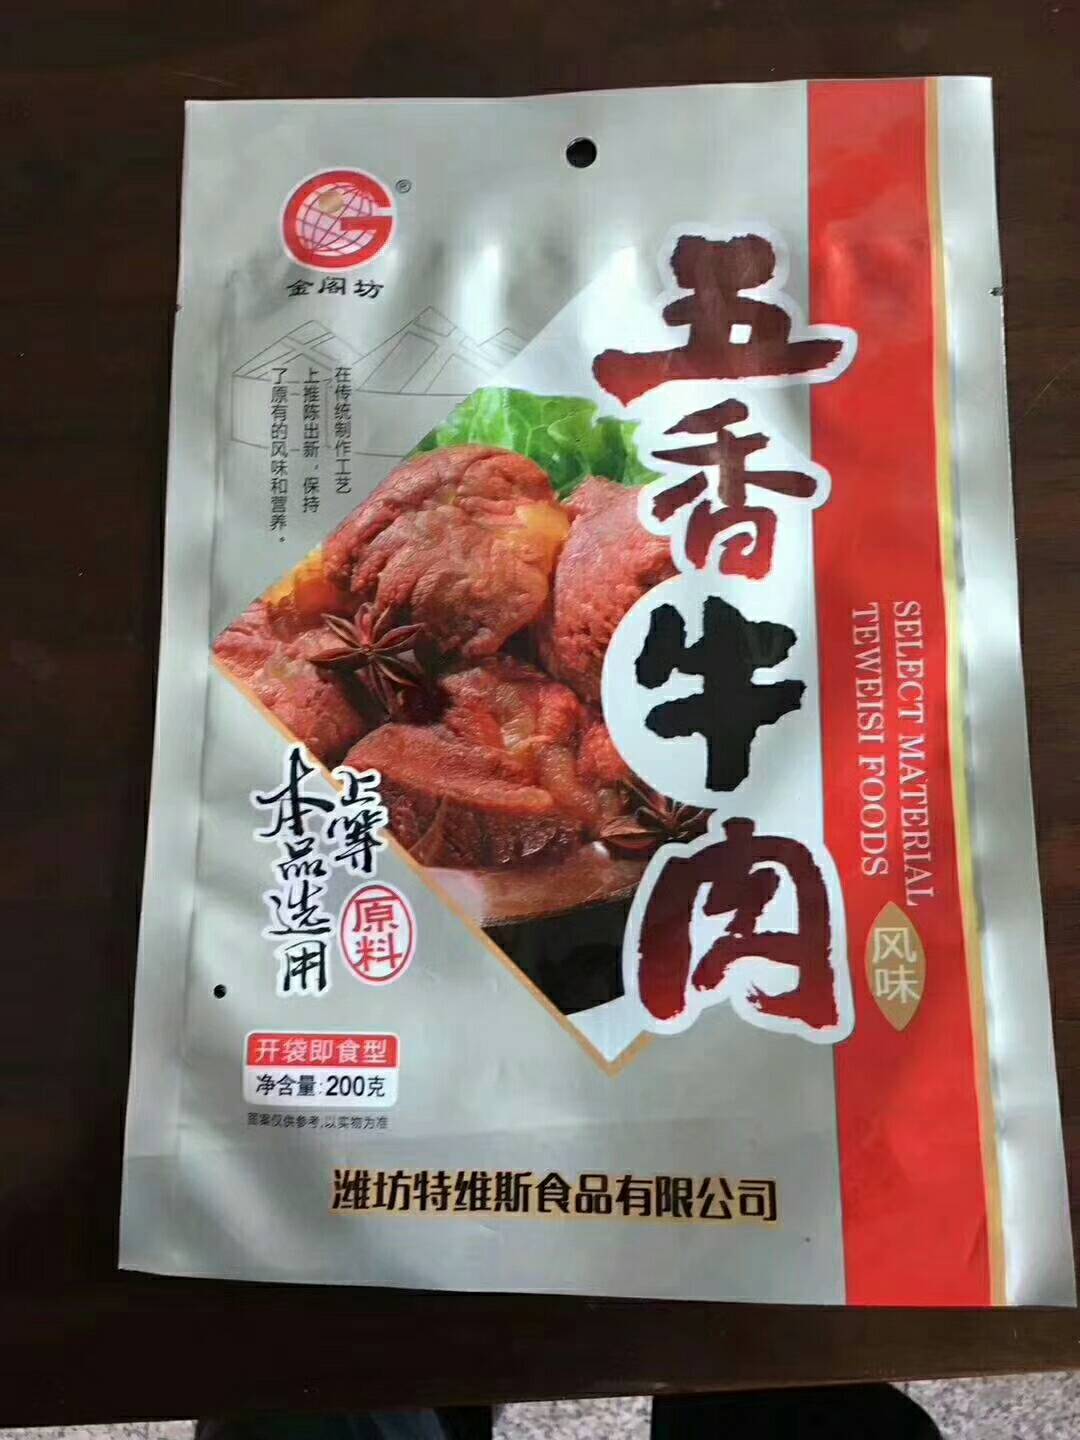 G®
金阁坊
在传统制作工艺
上推陈出新，保持
了原有的风味和营养。
五香牛肉
SELECT MATERIAL
TEWEISI FOODS
风味
上等
原料
本品选用
开袋即食型
净含量:200克
图案仅供参考,以实物为准
潍坊特维斯食品有限公司